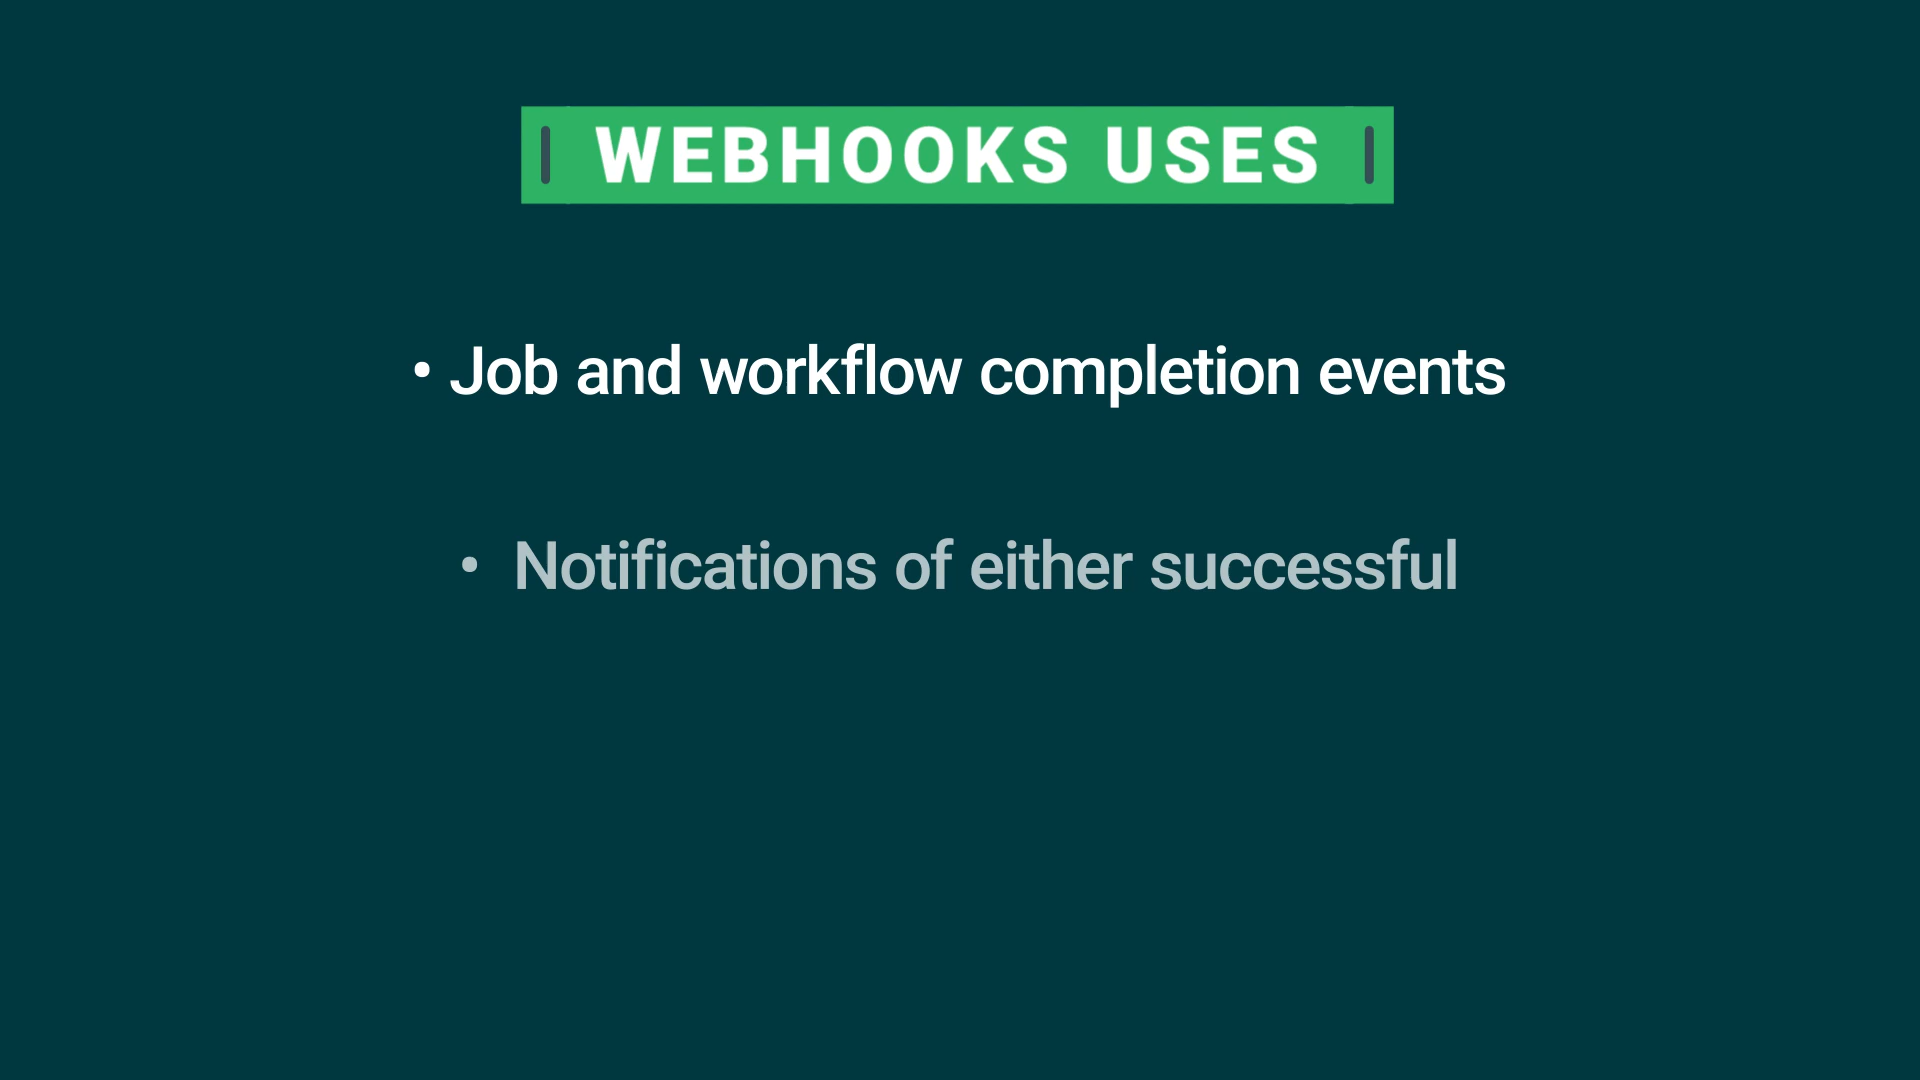 WEBHOOKS USES
• Job and workflow completion events
• Notifications of either successful